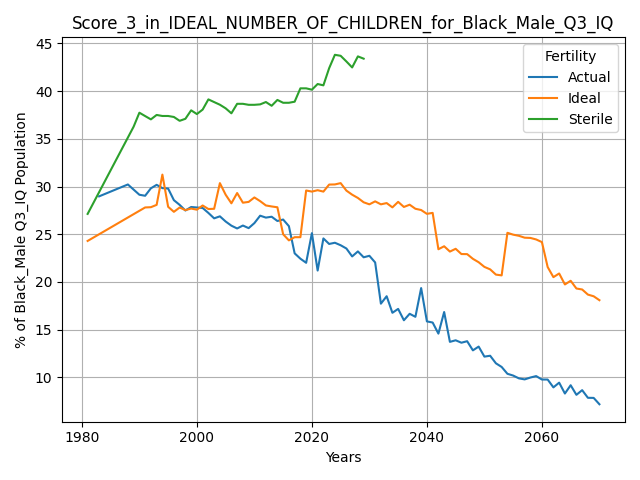 Score_3_in_IDEAL_NUMBER_OF_CHILDREN_for_Black_Male_Q3_IQ
% of Black_Male Q3_IQ Population
45
40
35
30
25
20
15
10
Fertility
Actual
Ideal
Sterile
1980
2000
2020
2040
2060
Years